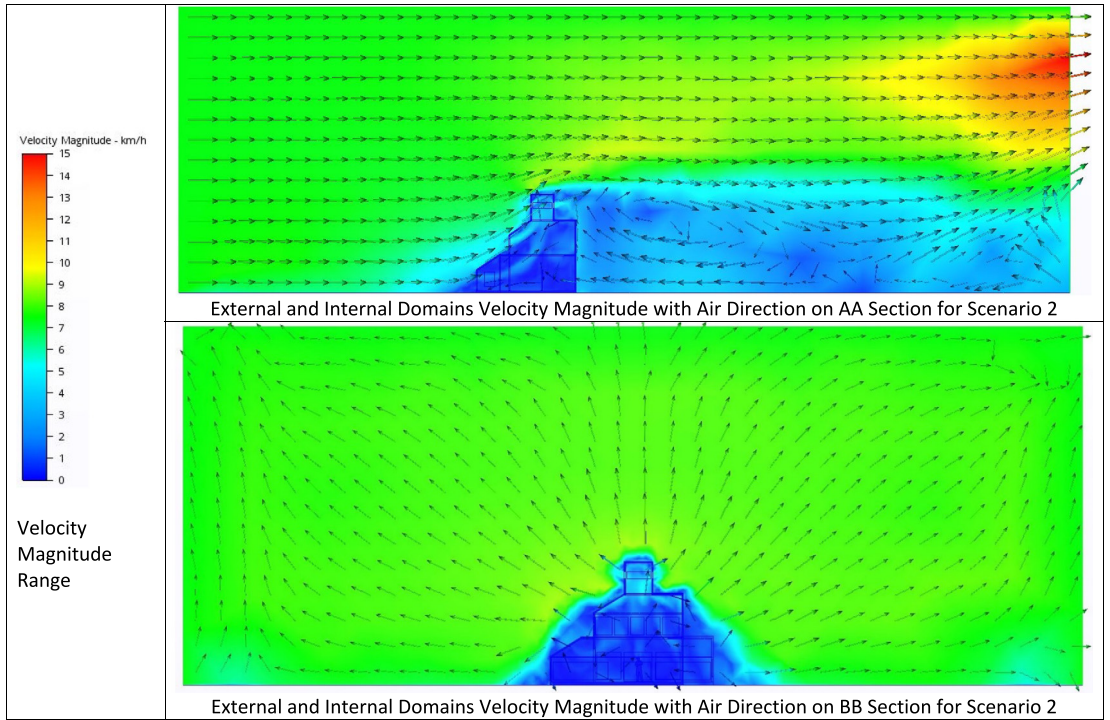 Velocity Magnitude - km/h
15
14
13
12
11
10
9
8
7
6
5
4
3
2
1
0
Velocity
Magnitude
Range
External and Internal Domains Velocity Magnitude with Air Direction on AA Section for Scenario 2
External and Internal Domains Velocity Magnitude with Air Direction on BB Section for Scenario 2